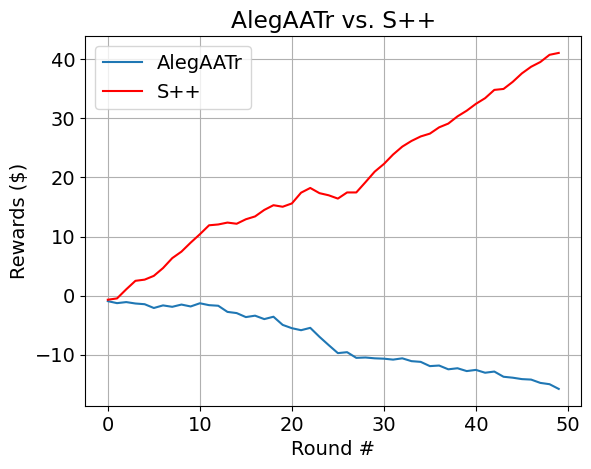 AlegAATr vs. S++
AlegAATr
S++
Rewards ($)
40
30
20
10
0
−10
0 10 20 30 40 50
Round #